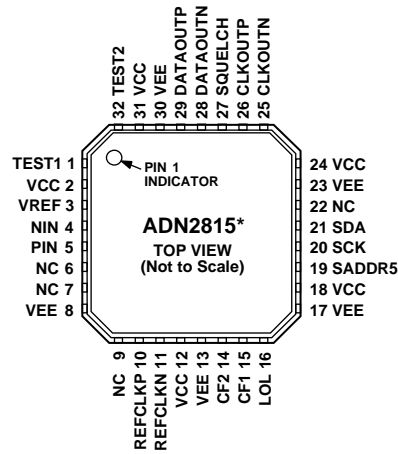 32 TEST2
31 VCC
30 VEE
29 DATAOUTP
28 DATAOUTN
27 SQUELCH
26 CLKOUTP
25 CLKOUTN
TEST1 1
VCC 2
VREF 3
NIN 4
PIN 5
NC 6
NC 7
VEE 8
PIN 1
INDICATOR
ADN2815*
TOP VIEW
(Not to Scale)
24 VCC
23 VEE
22 NC
21 SDA
20 SCK
19 SADDR5
18 VCC
17 VEE
NC 9
REFCLKP 10
REFCLKN 11
VCC 12
VEE 13
CF2 14
CF1 15
LOL 16